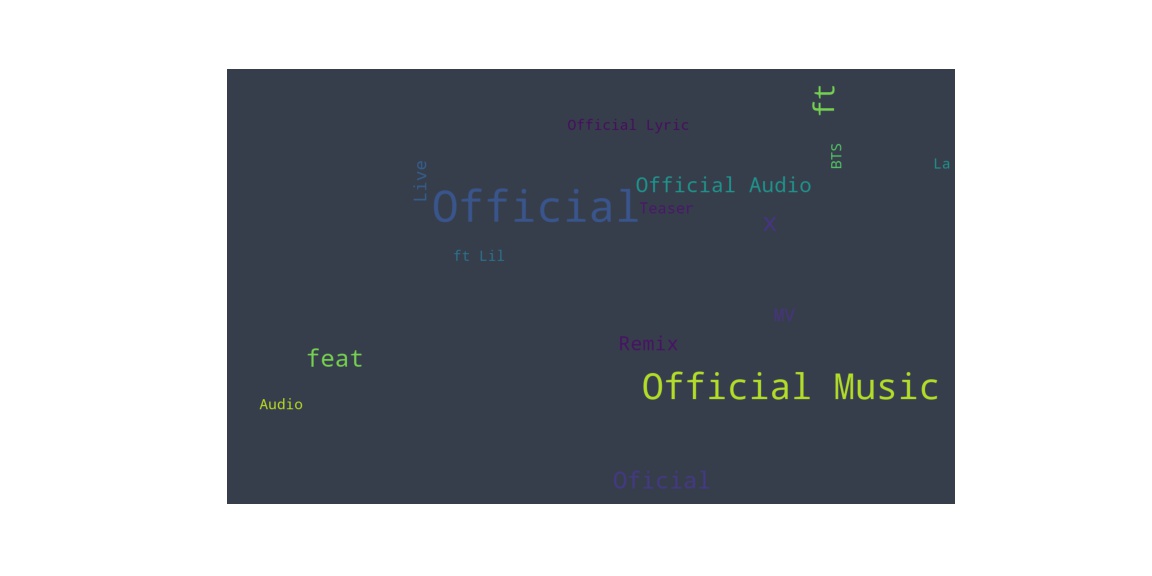 ft
Official Lyric
BTS
La
Live
Official Audio
Official
Teaser
x
ft Lil
MV
Remix
feat
Official Music
Audio
Oficial